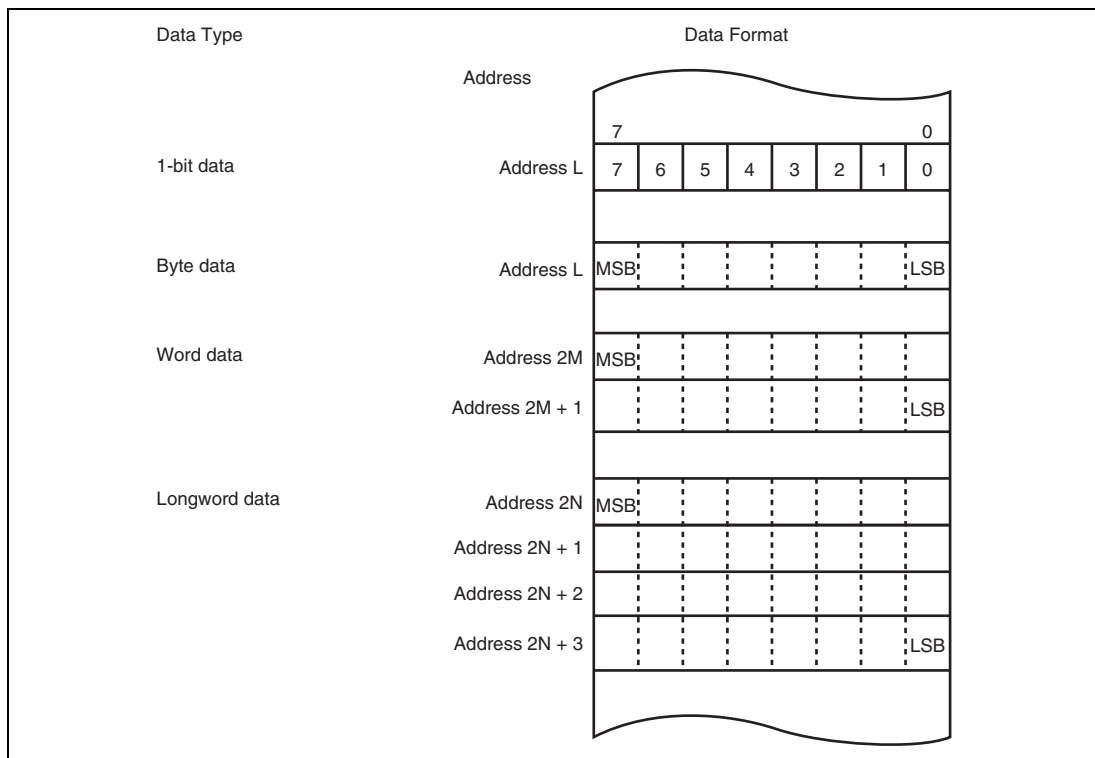 Data Type Data Format
Address
7 0
1-bit data Address L 7 6 5 4 3 2 1 0
Byte data Address L MSB LSB
Word data Address 2M MSB
Address 2M + 1 LSB
Longword data Address 2N MSB
Address 2N + 1
Address 2N + 2
Address 2N + 3 LSB